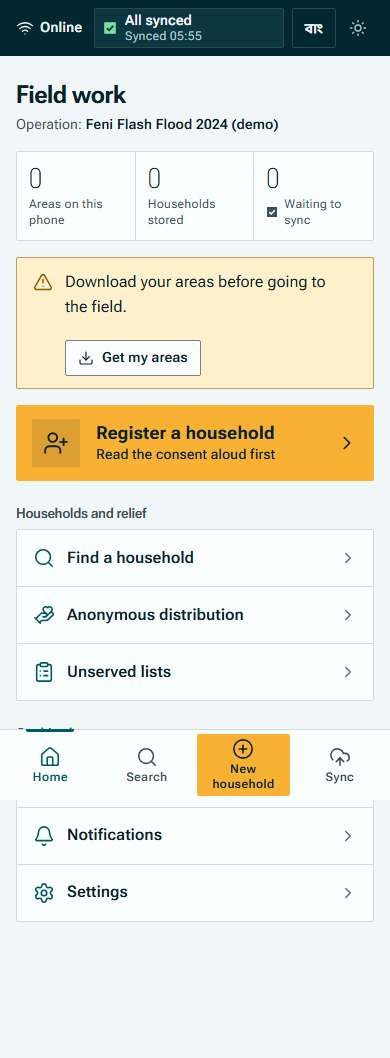 Online
All synced
Synced 05:55
বাং
Field work
Operation: Feni Flash Flood 2024 (demo)
0
Areas on this
phone
0
Households
stored
0
Waiting to
sync
Download your areas before going to
the field.
Get my areas
Register a household
Read the consent aloud first
Households and relief
Find a household
Anonymous distribution
Unserved lists
Home
Search
New
household
Sync
Notifications
Settings